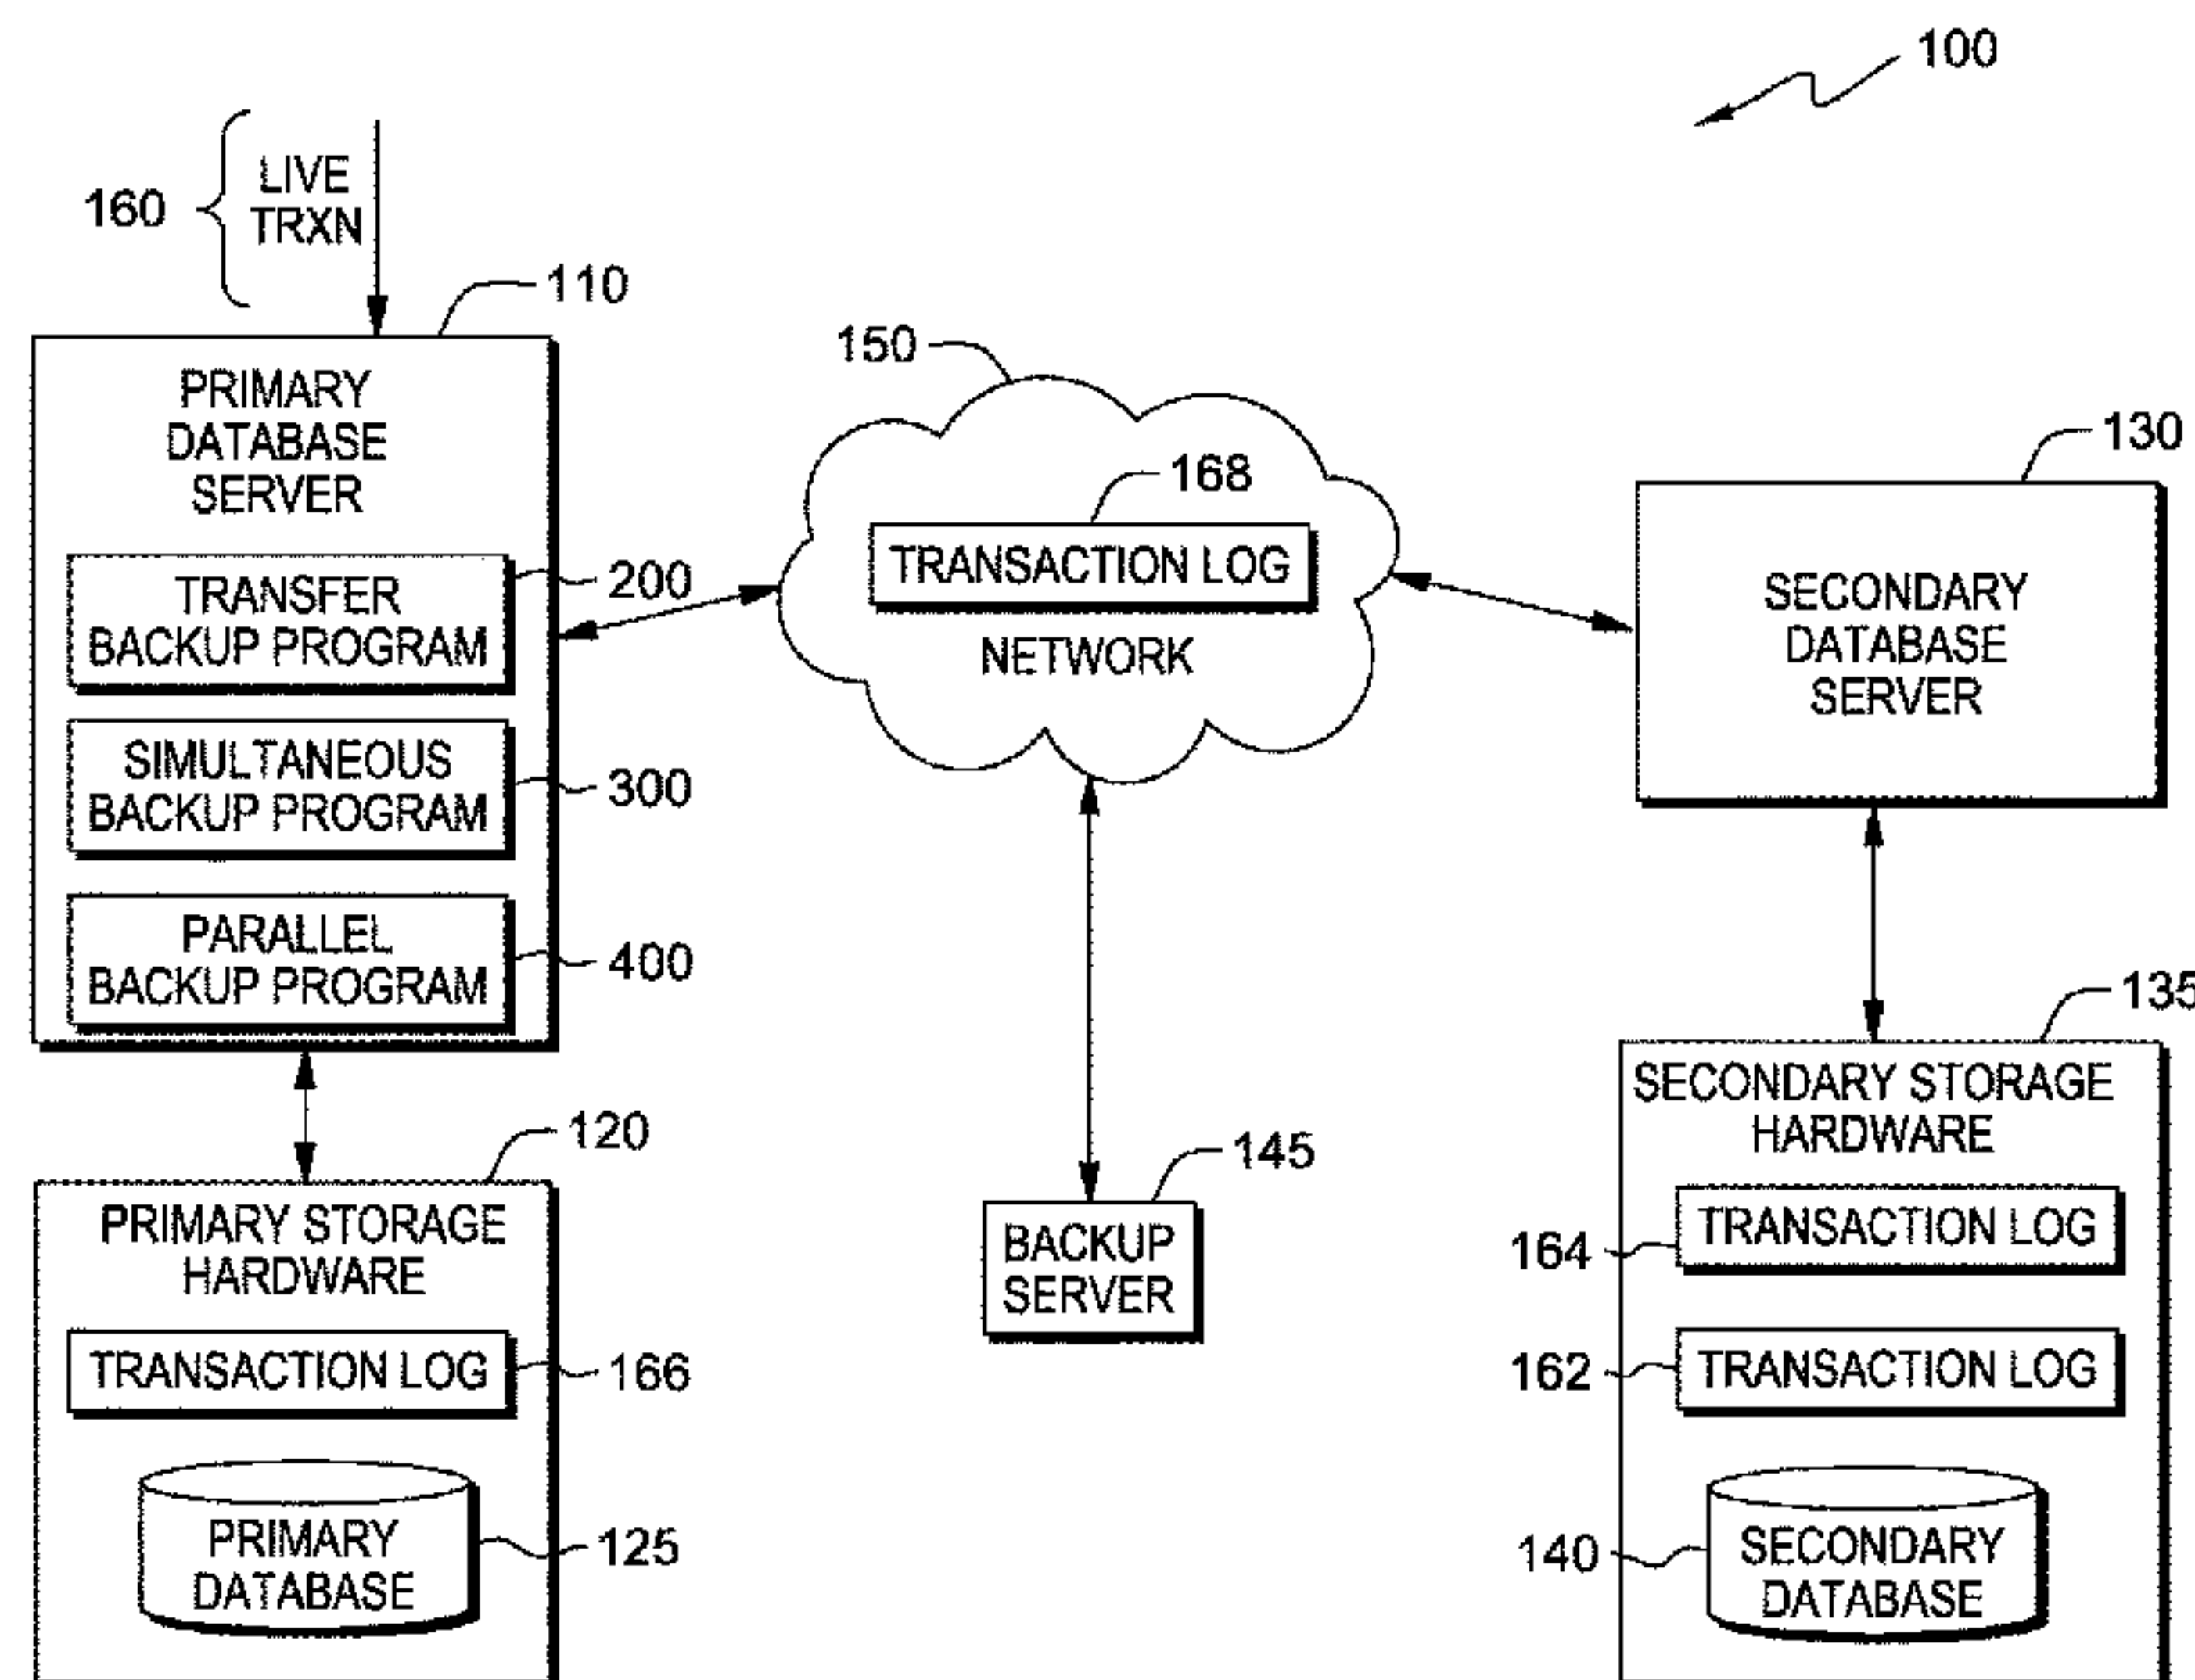 100
160
LIVE
TRXN
110
PRIMARY
DATABASE
SERVER
TRANSFER
BACKUP PROGRAM
200
SIMULTANEOUS
BACKUP PROGRAM
300
PARALLEL
BACKUP PROGRAM
400
150
168
TRANSACTION LOG
NETWORK
130
SECONDARY
DATABASE
SERVER
120
PRIMARY STORAGE
HARDWARE
TRANSACTION LOG
166
PRIMARY
DATABASE
125
145
BACKUP
SERVER
135
SECONDARY STORAGE
HARDWARE
164
TRANSACTION LOG
162
TRANSACTION LOG
140
SECONDARY
DATABASE